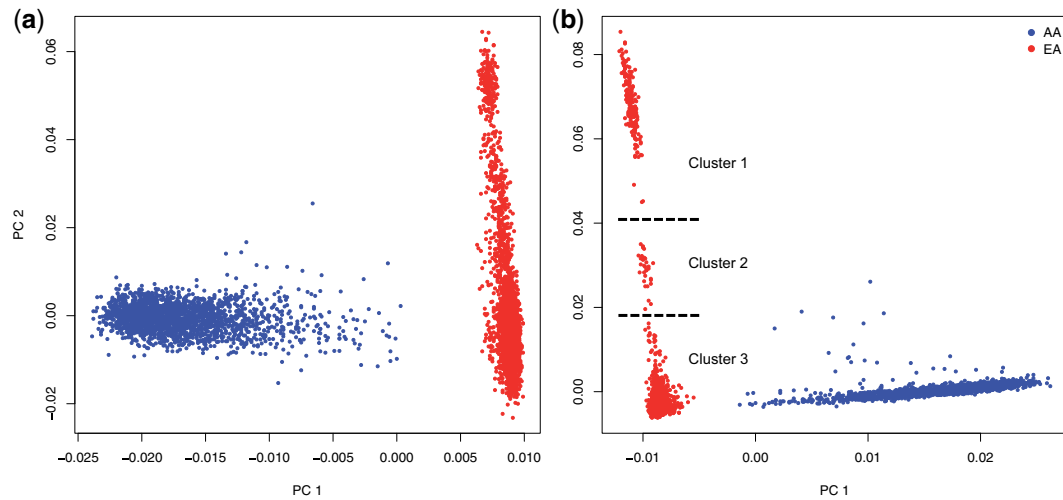 (a)
PC 2
0.06
0.04
0.02
0.00
−0.02
−0.025
−0.020
−0.015
−0.010
−0.005
0.000
0.005
0.010
PC 1
(b)
AA
EA
0.08
0.06
0.04
0.02
0.00
Cluster 1
Cluster 2
Cluster 3
−0.01
0.00
0.01
0.02
PC 1